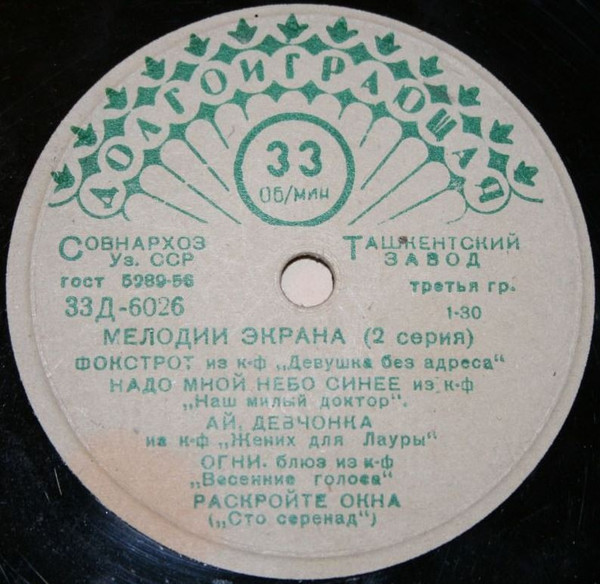 ДОЛГОИГРАЮЩАЯ
33
Об/мин
Совнархоз
Уз. ССР
Ташкентский
завод
гост 5289-56
третья гр.
33Д-6026
1-30
МЕЛОДИИ ЭКРАНА (2 серия)
ФОКСТРОТ из к-ф „Девушка без адреса“
НАДО МНОЙ НЕБО СИНЕЕ из к-ф
„Наш милый доктор“.
АЙ, ДЕВЧОНКА
из к-ф „Жених для Лауры“
ОГНИ. блюз из к-ф
„Весенние голоса“
РАСКРОЙТЕ ОКНА
(„Сто серенад“)